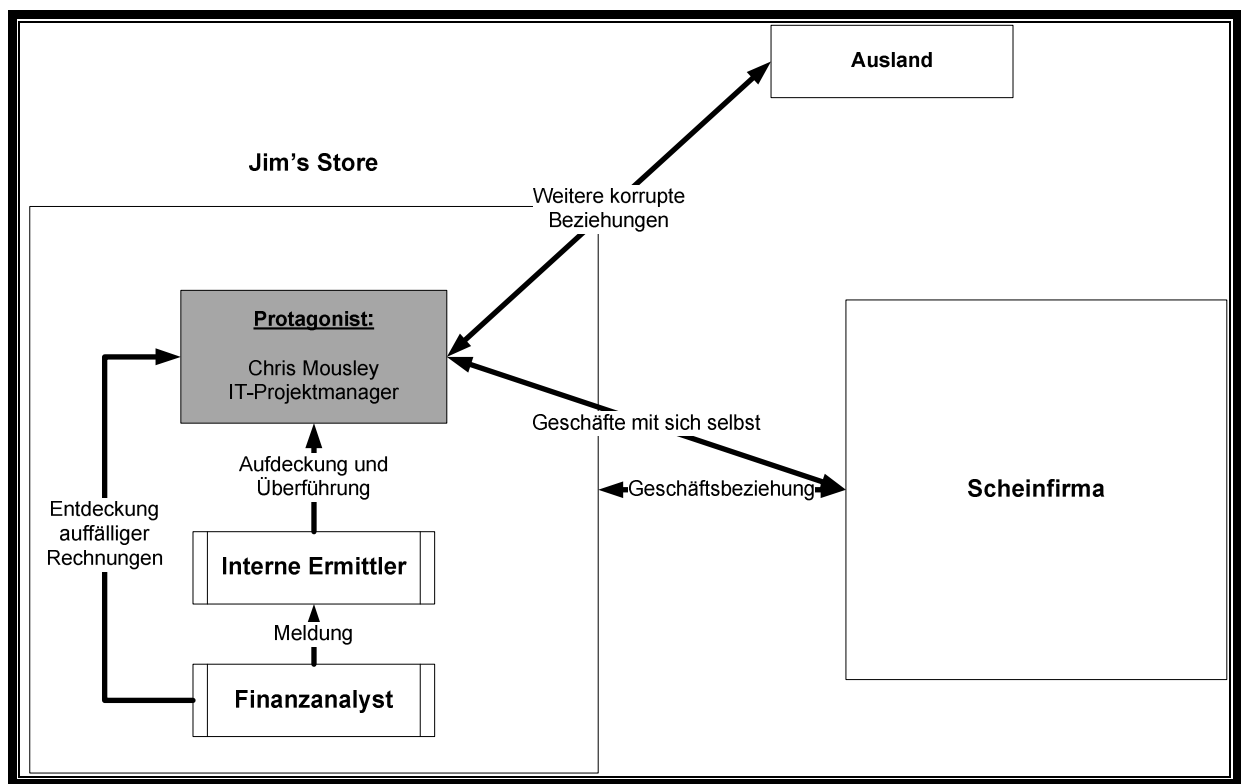 Ausland
Jim's Store
Weitere korrupte
Beziehungen
Protagonist:
Chris Mousley
IT-Projektmanager
Geschäfte mit sich selbst
Aufdeckung und
Überführung
Geschäftsbeziehung
Scheinfirma
Entdeckung
auffälliger
Rechnungen
Interne Ermittler
Meldung
Finanzanalyst